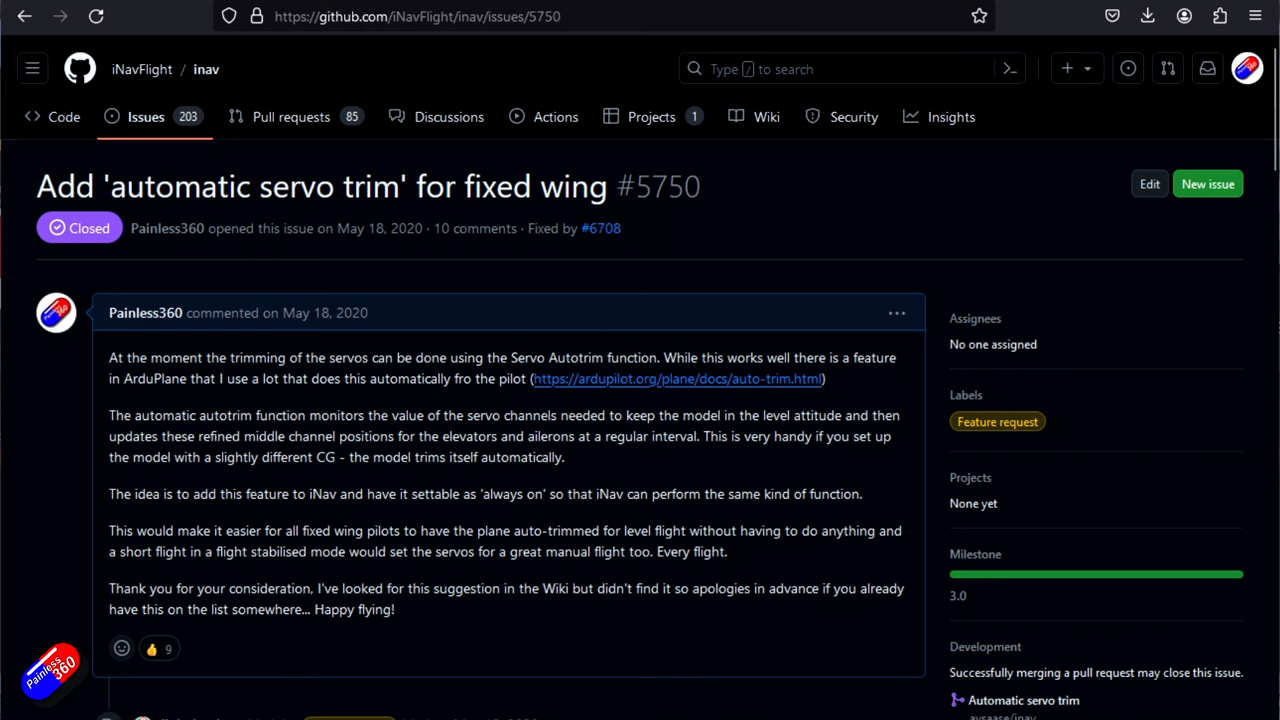 https://github.com/iNavFlight/inav/issues/5750
iNavFlight / inav
Type / to search
Code Issues 203 Pull requests 85 Discussions Actions Projects 1 Wiki Security Insights
Add 'automatic servo trim' for fixed wing #5750
Edit New issue
Closed Painless360 opened this issue on May 18, 2020 · 10 comments · Fixed by #6708
Painless360 commented on May 18, 2020
At the moment the trimming of the servos can be done using the Servo Autotrim function. While this works well there is a feature
in ArduPlane that I use a lot that does this automatically fro the pilot (https://ardupilot.org/plane/docs/auto-trim.html)
The automatic autotrim function monitors the value of the servo channels needed to keep the model in the level attitude and then
updates these refined middle channel positions for the elevators and ailerons at a regular interval. This is very handy if you set up
the model with a slightly different CG - the model trims itself automatically.
The idea is to add this feature to iNav and have it settable as 'always on' so that iNav can perform the same kind of function.
This would make it easier for all fixed wing pilots to have the plane auto-trimmed for level flight without having to do anything and
a short flight in a flight stabilised mode would set the servos for a great manual flight too. Every flight.
Thank you for your consideration, I've looked for this suggestion in the Wiki but didn't find it so apologies in advance if you already
have this on the list somewhere... Happy flying!
👍 9
Assignees
No one assigned
Labels
Feature request
Projects
None yet
Milestone
3.0
Development
Successfully merging a pull request may close this issue.
Automatic servo trim
Painless
360